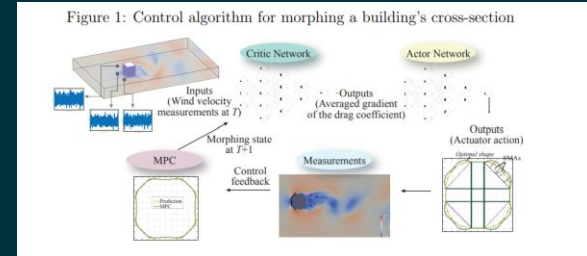 Figure 1: Control algorithm for morphing a building's cross-section
Critic Network
Actor Network
Inputs
(Wind velocity
measurements at T)
Outputs
(Averaged gradient
of the drag coefficient)
Outputs
(Actuator action)
Morphing state
at T+1
MPC
Measurements
Control
feedback
Optimal shape
SMAs
Prediction
MPC